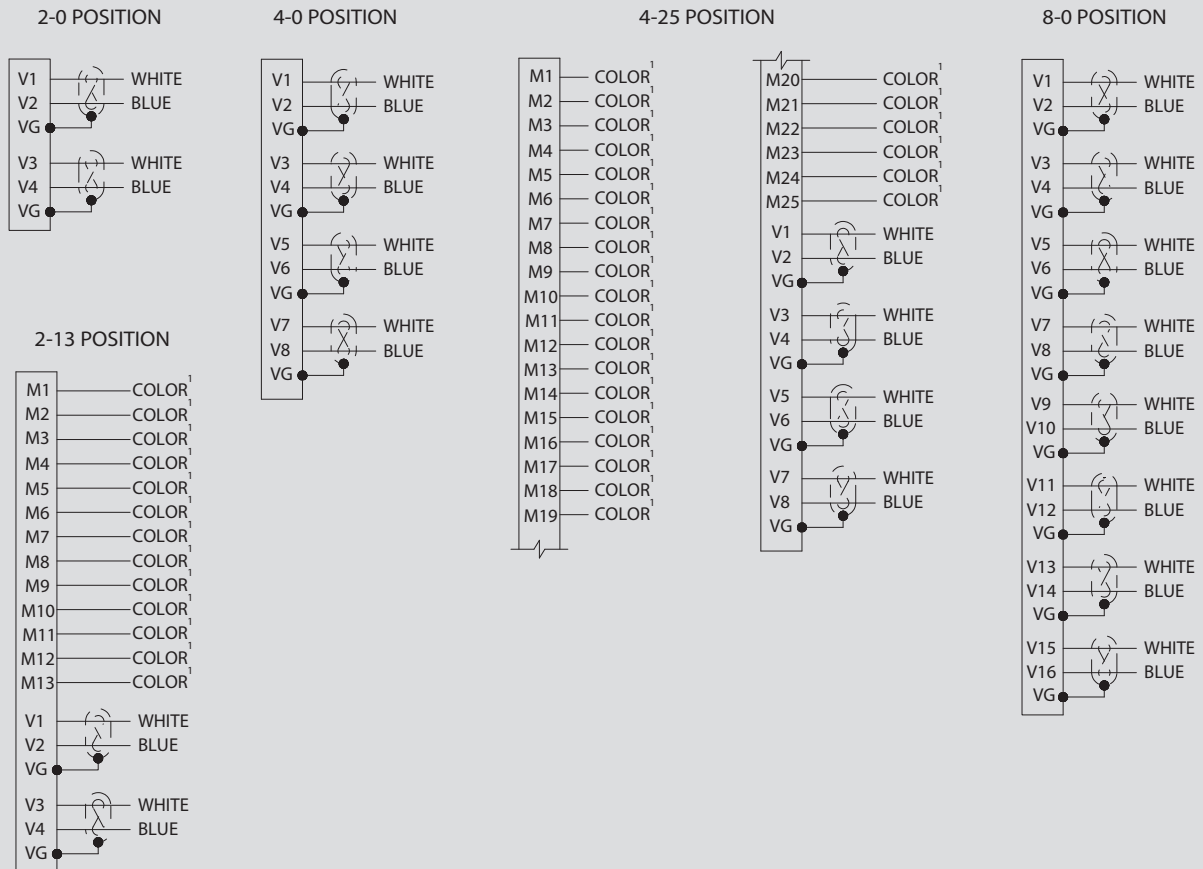 2-0 POSITION
V1 WHITE
V2 BLUE
VG
V3 WHITE
V4 BLUE
VG
2-13 POSITION
M1 COLOR¹
M2 COLOR¹
M3 COLOR¹
M4 COLOR¹
M5 COLOR¹
M6 COLOR¹
M7 COLOR¹
M8 COLOR¹
M9 COLOR¹
M10 COLOR¹
M11 COLOR¹
M12 COLOR¹
M13 COLOR¹
V1 WHITE
V2 BLUE
VG
V3 WHITE
V4 BLUE
VG
4-0 POSITION
V1 WHITE
V2 BLUE
VG
V3 WHITE
V4 BLUE
VG
V5 WHITE
V6 BLUE
VG
V7 WHITE
V8 BLUE
VG
4-25 POSITION
M1 COLOR¹
M2 COLOR¹
M3 COLOR¹
M4 COLOR¹
M5 COLOR¹
M6 COLOR¹
M7 COLOR¹
M8 COLOR¹
M9 COLOR¹
M10 COLOR¹
M11 COLOR¹
M12 COLOR¹
M13 COLOR¹
M14 COLOR¹
M15 COLOR¹
M16 COLOR¹
M17 COLOR¹
M18 COLOR¹
M19 COLOR¹
M20 COLOR¹
M21 COLOR¹
M22 COLOR¹
M23 COLOR¹
M24 COLOR¹
M25 COLOR¹
V1 WHITE
V2 BLUE
VG
V3 WHITE
V4 BLUE
VG
V5 WHITE
V6 BLUE
VG
V7 WHITE
V8 BLUE
VG
8-0 POSITION
V1 WHITE
V2 BLUE
VG
V3 WHITE
V4 BLUE
VG
V5 WHITE
V6 BLUE
VG
V7 WHITE
V8 BLUE
VG
V9 WHITE
V10 BLUE
VG
V11 WHITE
V12 BLUE
VG
V13 WHITE
V14 BLUE
VG
V15 WHITE
V16 BLUE
VG